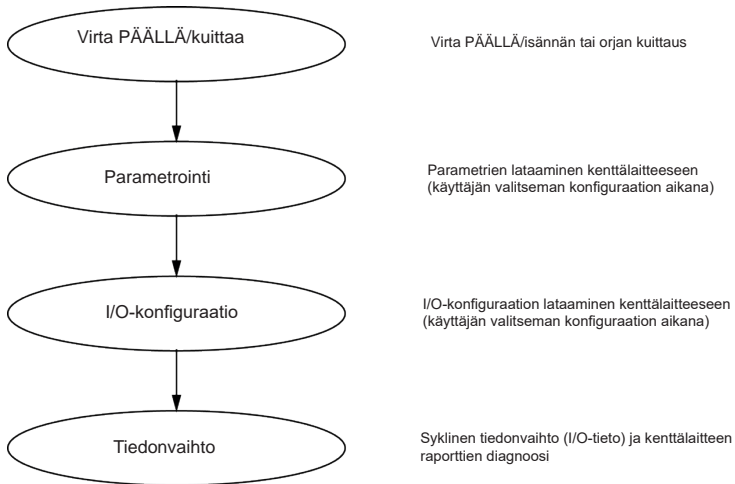 Virta PÄÄLLÄ/kuittaa
Virta PÄÄLLÄ/isännän tai orjan kuittaus
Parametrointi
Parametrien lataaminen kenttälaitteeseen
(käyttäjän valitseman konfiguraation aikana)
I/O-konfiguraatio
I/O-konfiguraation lataaminen kenttälaitteeseen
(käyttäjän valitseman konfiguraation aikana)
Tiedonvaihto
Syklinen tiedonvaihto (I/O-tieto) ja kenttälaitteen
raporttien diagnoosi